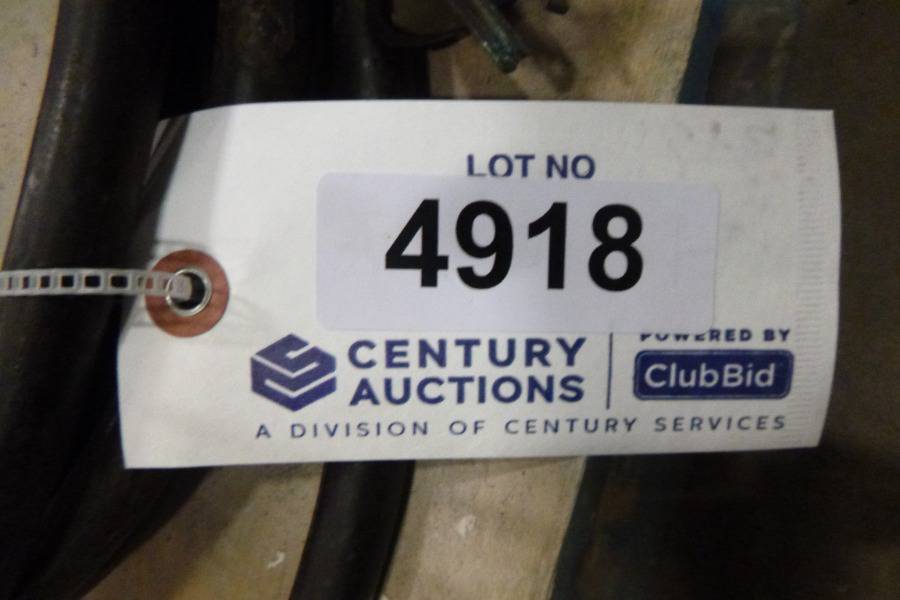 LOT NO
4918
CENTURY
AUCTIONS
POWERED BY
ClubBid
A DIVISION OF CENTURY SERVICES